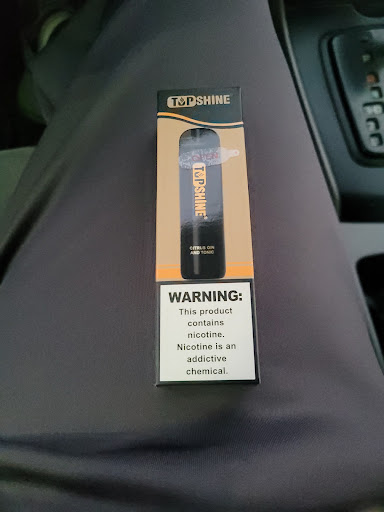 TOPSHINE
TOPSHINE
CITRUS GIN
AND TONIC
WARNING:
This product
contains
nicotine.
Nicotine is an
addictive
chemical.